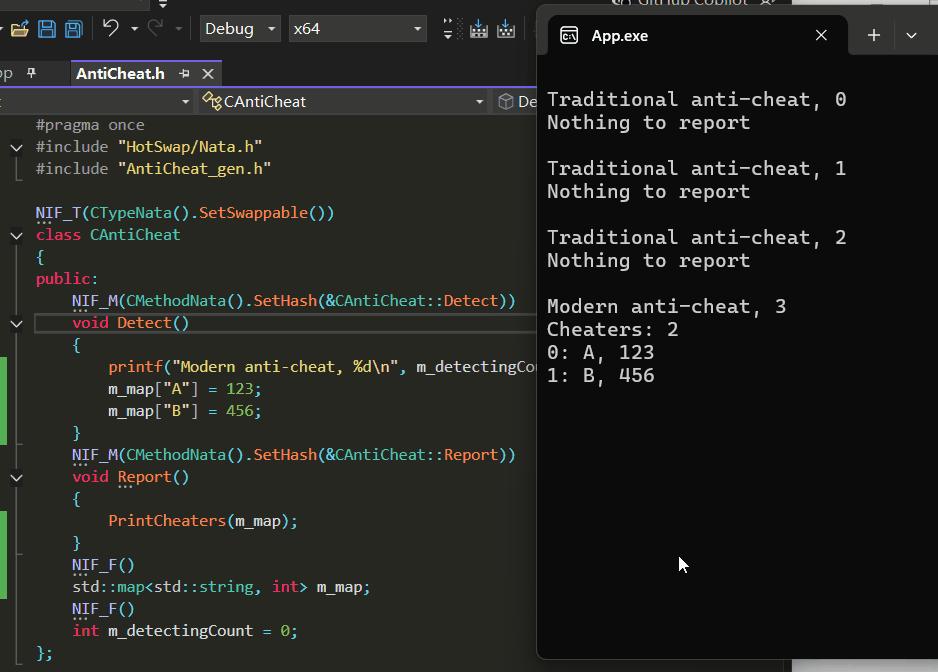 GitHub Copilot
Debug
x64
App.exe
AntiCheat.h
CAntiCheat
#pragma once
#include "HotSwap/Nata.h"
#include "AntiCheat_gen.h"
NIF_T(CTypeNata().SetSwappable())
class CAntiCheat
{
public:
NIF_M(CMethodNata().SetHash(&CAntiCheat::Detect))
void Detect()
{
printf("Modern anti-cheat, %d\n", m_detectingCo
m_map["A"] = 123;
m_map["B"] = 456;
}
NIF_M(CMethodNata().SetHash(&CAntiCheat::Report))
void Report()
{
PrintCheaters(m_map);
}
NIF_F()
std::map<std::string, int> m_map;
NIF_F()
int m_detectingCount = 0;
};
Traditional anti-cheat, 0
Nothing to report
Traditional anti-cheat, 1
Nothing to report
Traditional anti-cheat, 2
Nothing to report
Modern anti-cheat, 3
Cheaters: 2
0: A, 123
1: B, 456